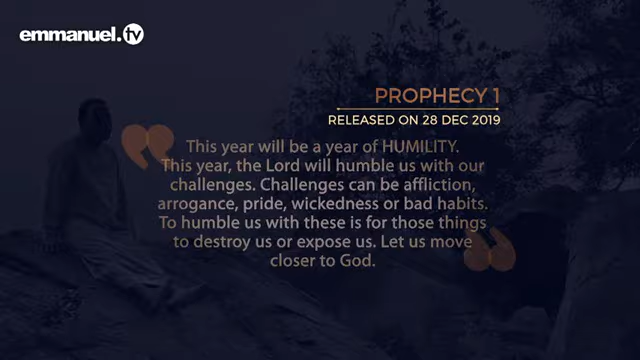 emmanuel.tv
PROPHECY 1
RELEASED ON 28 DEC 2019
This year will be a year of HUMILITY.
This year, the Lord will humble us with our
challenges. Challenges can be affliction,
arrogance, pride, wickedness or bad habits.
To humble us with these is for those things
to destroy us or expose us. Let us move
closer to God.